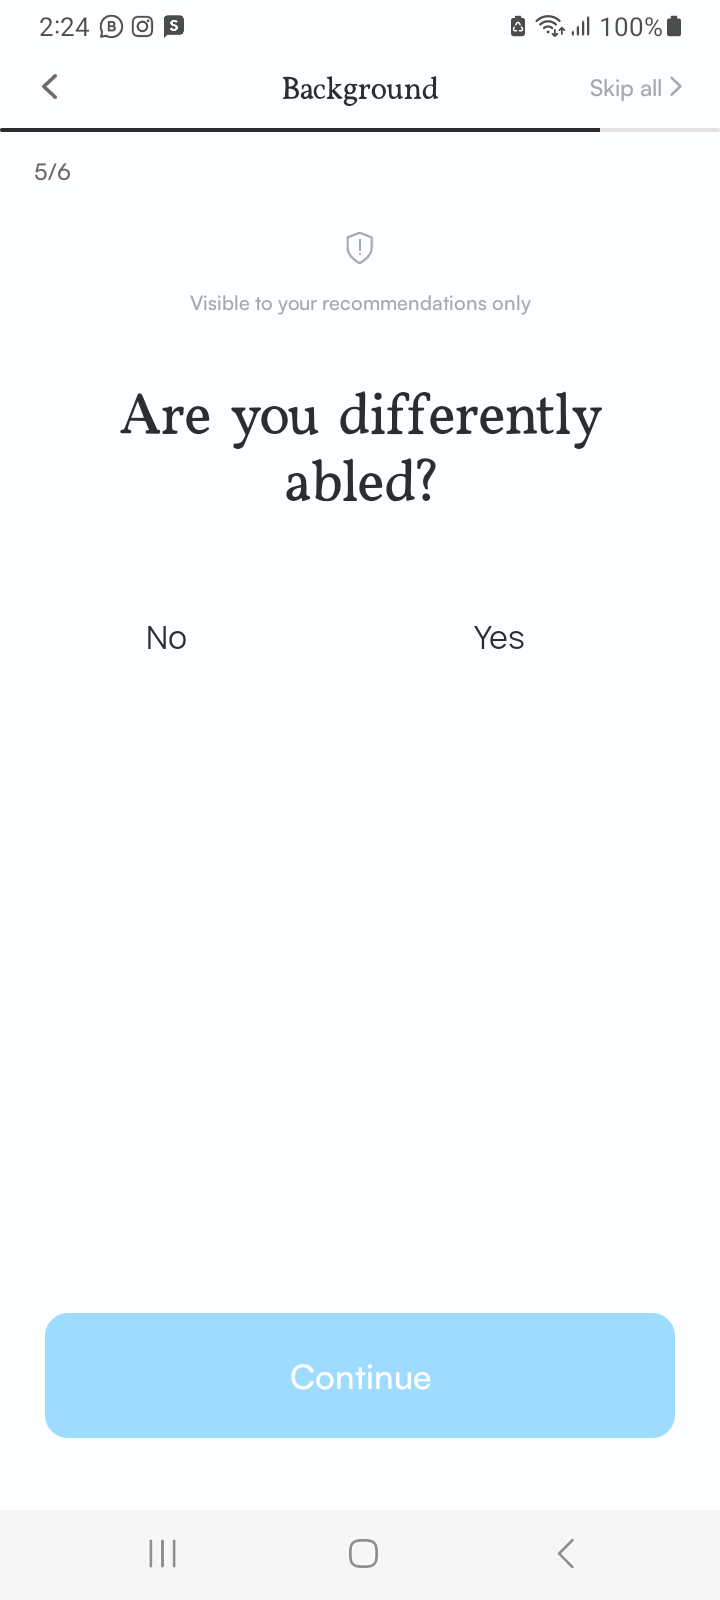 2:24 100%
Background
Skip all
5/6
Visible to your recommendations only
Are you differently
abled?
No Yes
Continue